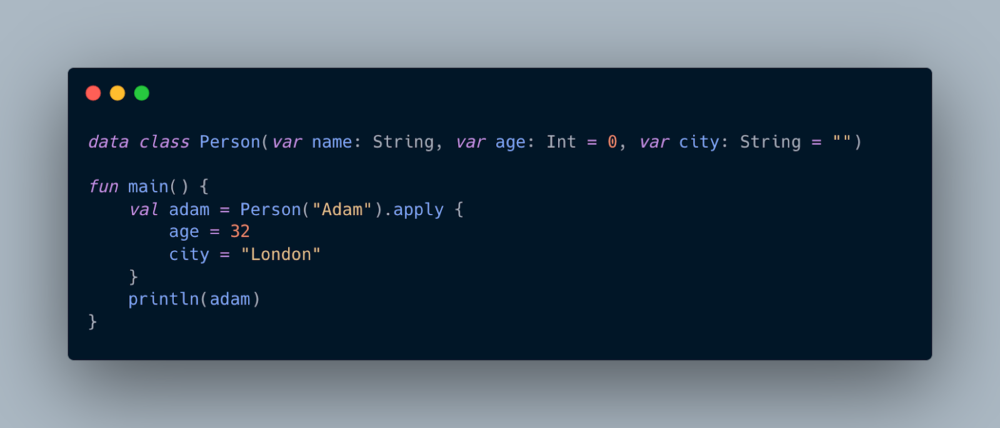 data class Person(var name: String, var age: Int = 0, var city: String = "")
fun main() {
    val adam = Person("Adam").apply {
        age = 32
        city = "London"
    }
    println(adam)
}